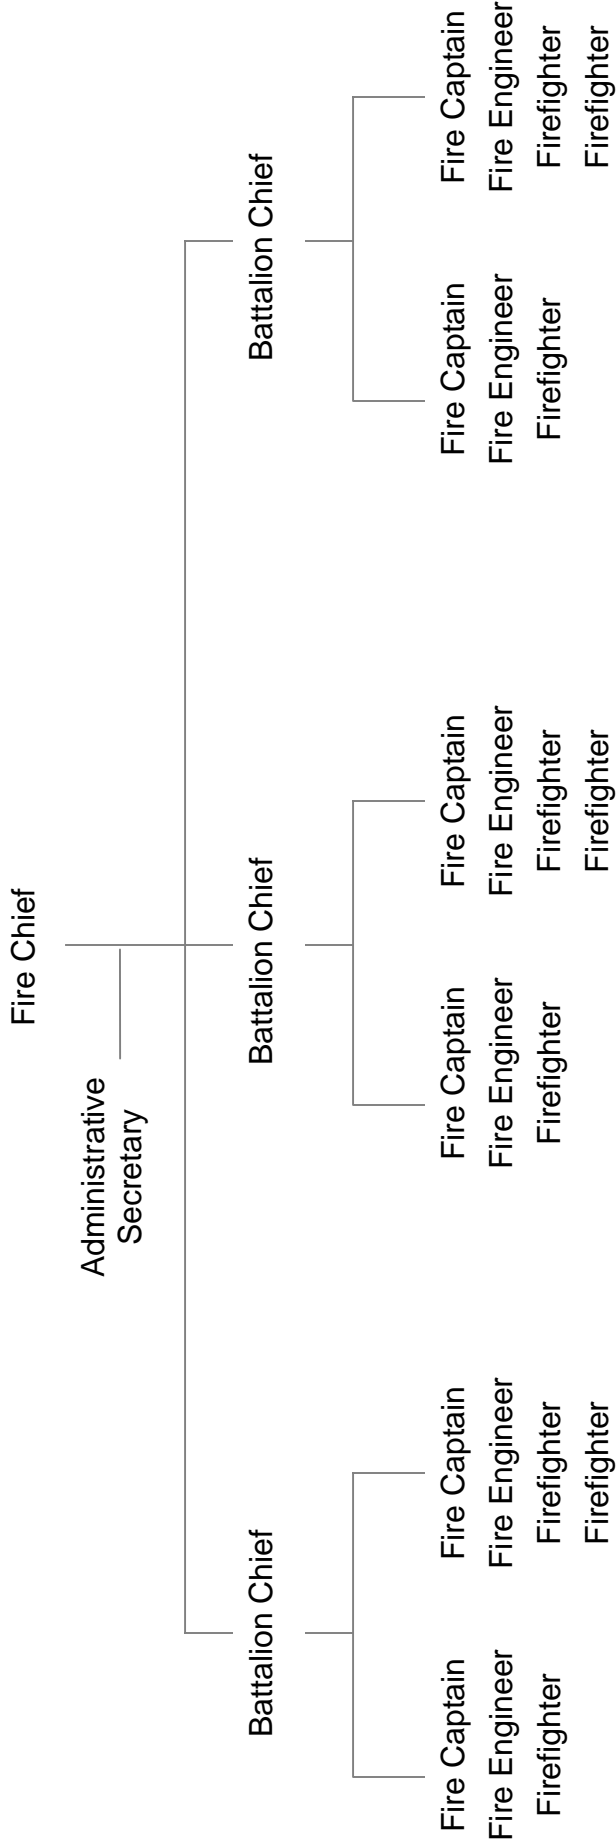 Fire Chief
Administrative
Secretary
Battalion Chief
Battalion Chief
Battalion Chief
Fire Captain
Fire Engineer
Firefighter
Fire Captain
Fire Engineer
Firefighter
Firefighter
Fire Captain
Fire Engineer
Firefighter
Fire Captain
Fire Engineer
Firefighter
Firefighter
Fire Captain
Fire Engineer
Firefighter
Fire Captain
Fire Engineer
Firefighter
Firefighter